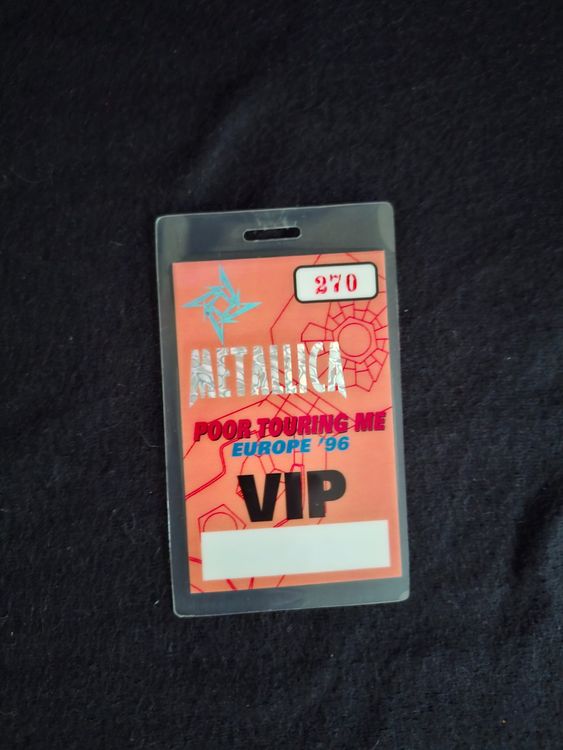 270
METALLICA
POOR TOURING ME
EUROPE '96
VIP